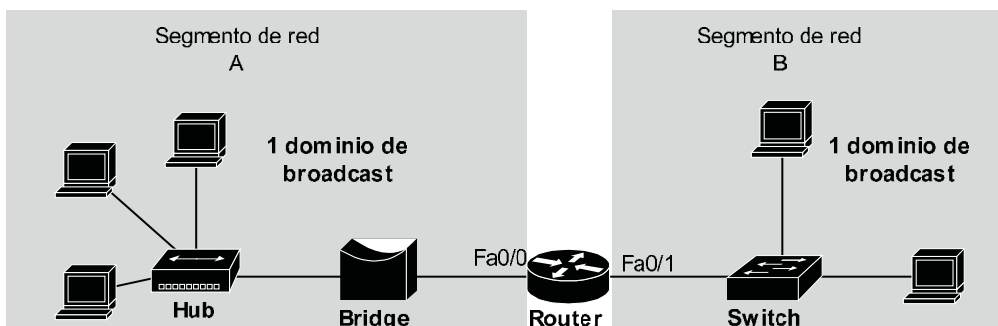 Segmento de red
A
1 dominio de
broadcast
Fa0/0
Hub
Bridge
Router
Segmento de red
B
1 dominio de
broadcast
Fa0/1
Switch